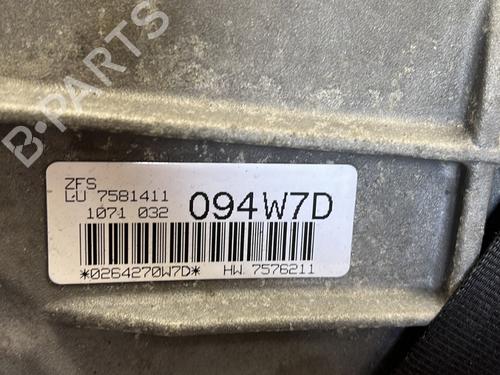 B-PARTS
ZFS
LU 7581411
1071 032
094W7D
*0264270W7D*
HW. 7576211